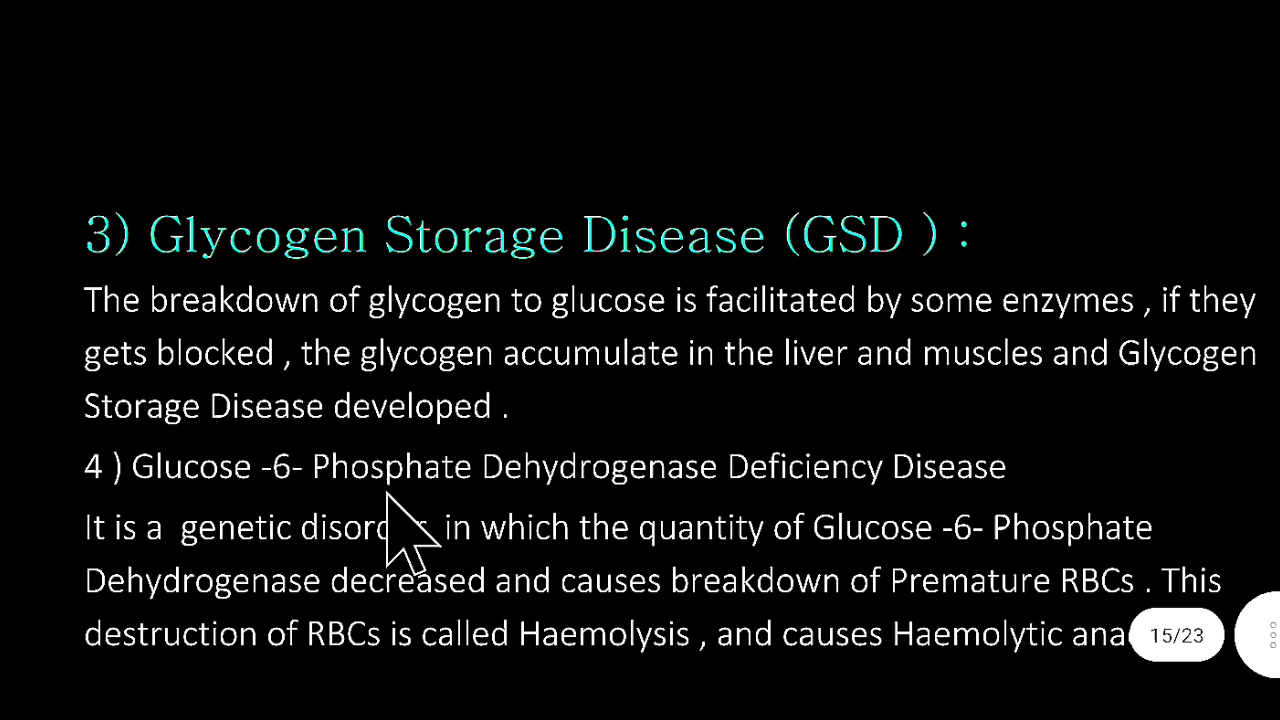 3) Glycogen Storage Disease (GSD ) :
The breakdown of glycogen to glucose is facilitated by some enzymes , if they
gets blocked , the glycogen accumulate in the liver and muscles and Glycogen
Storage Disease developed .
4 ) Glucose -6- Phosphate Dehydrogenase Deficiency Disease
It is a genetic in which the quantity of Glucose -6- Phosphate
Dehydrogenase decreased and causes breakdown of Premature RBCs . This
destruction of RBCs is called Haemolysis , and causes Haemolytic
15/23